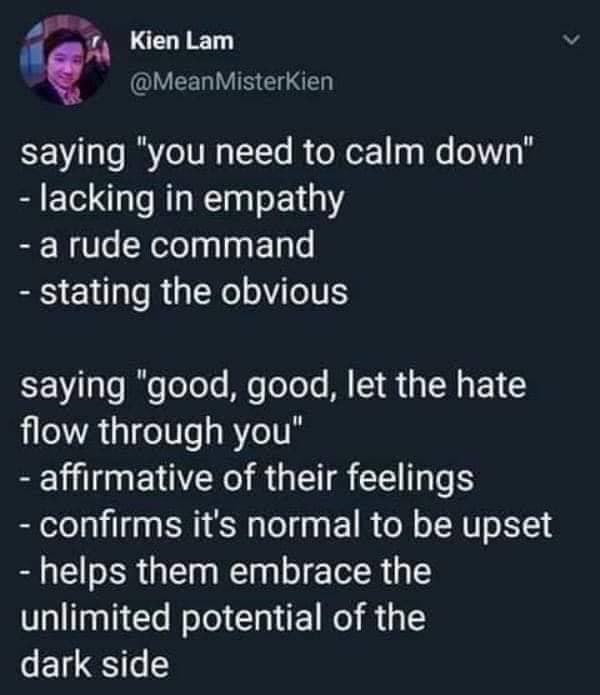 Kien Lam
@MeanMisterKien
saying "you need to calm down"
- lacking in empathy
- a rude command
- stating the obvious
saying "good, good, let the hate
flow through you"
- affirmative of their feelings
- confirms it's normal to be upset
- helps them embrace the
unlimited potential of the
dark side